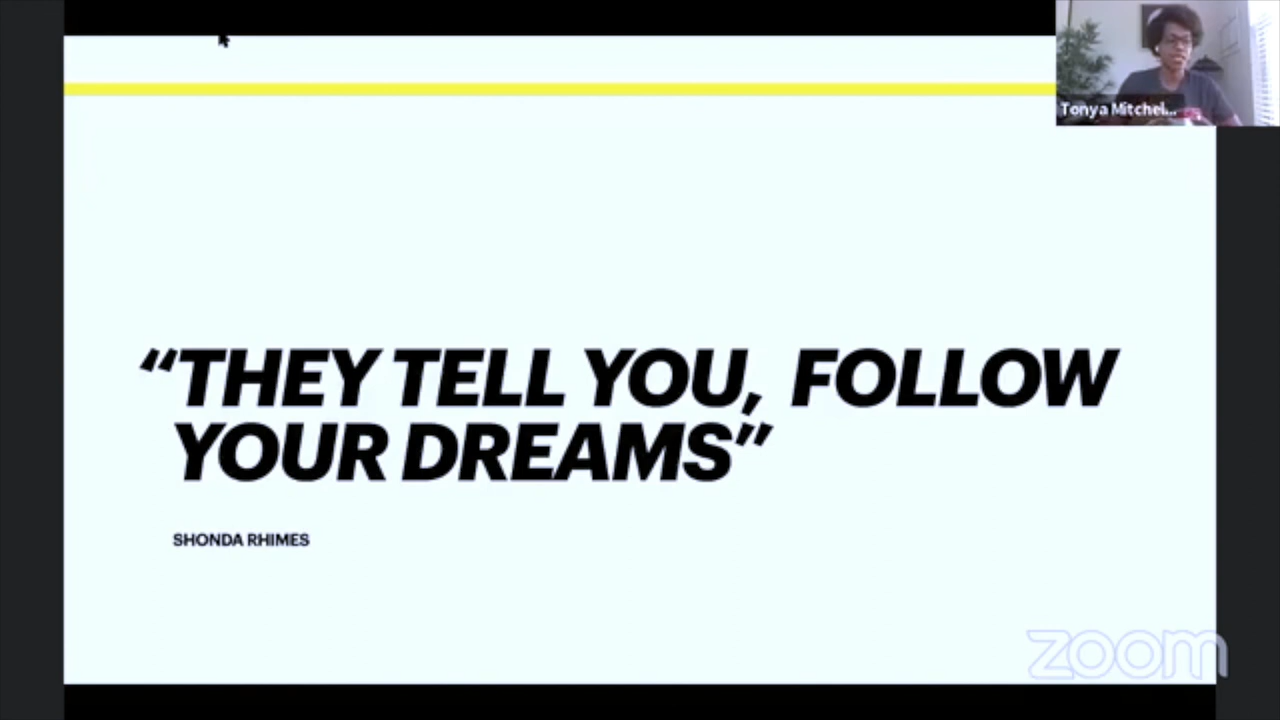 Tonya Mitchel...
“THEY TELL YOU, FOLLOW
YOUR DREAMS”
SHONDA RHIMES
zoom